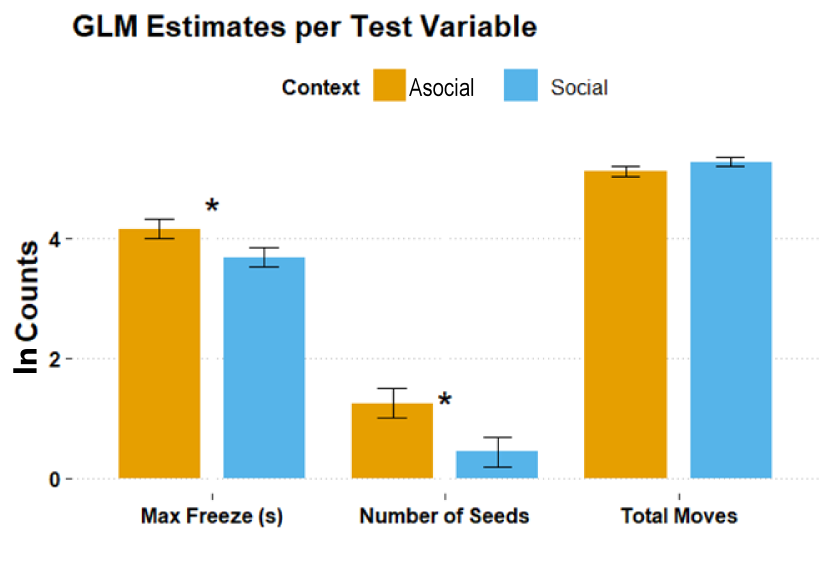 GLM Estimates per Test Variable
Context Asocial Social
ln Counts
4
2
0
*
*
Max Freeze (s) Number of Seeds Total Moves